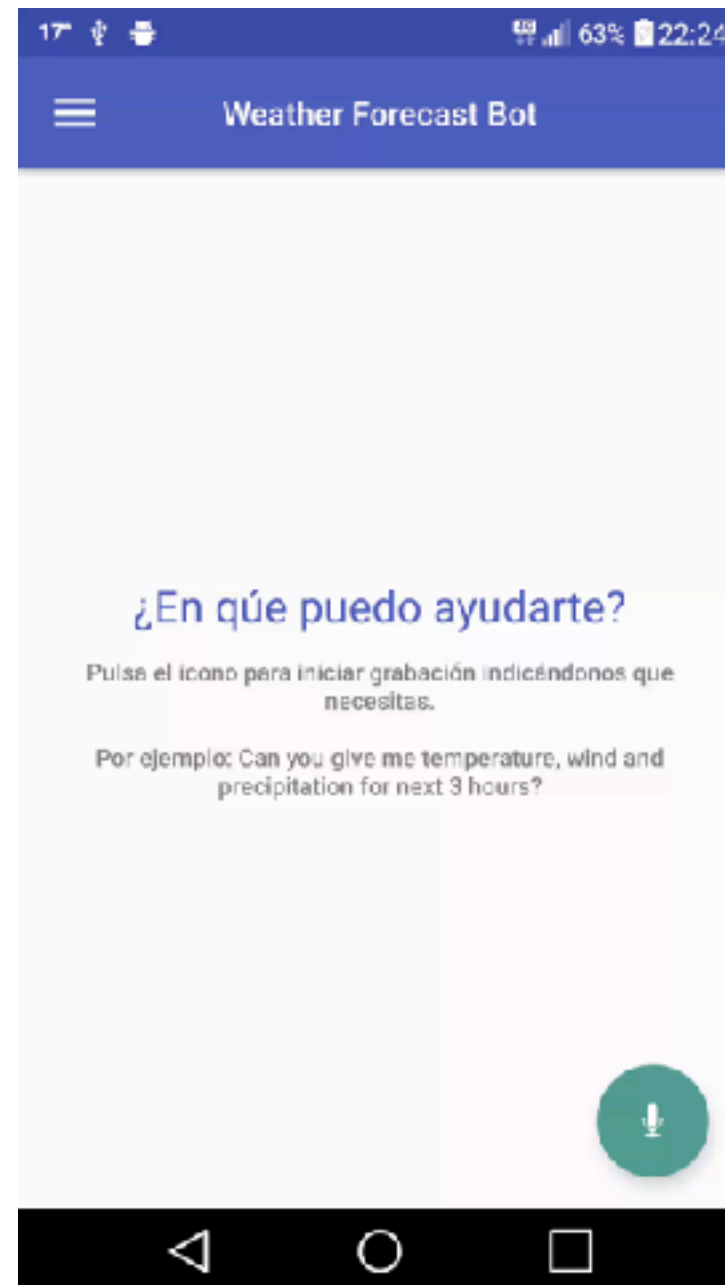 17° 63% 22:24
Weather Forecast Bot
¿En qúe puedo ayudarte?
Pulsa el icono para iniciar grabación indicándonos que
necesitas.
Por ejemplo: Can you give me temperature, wind and
precipitation for next 3 hours?